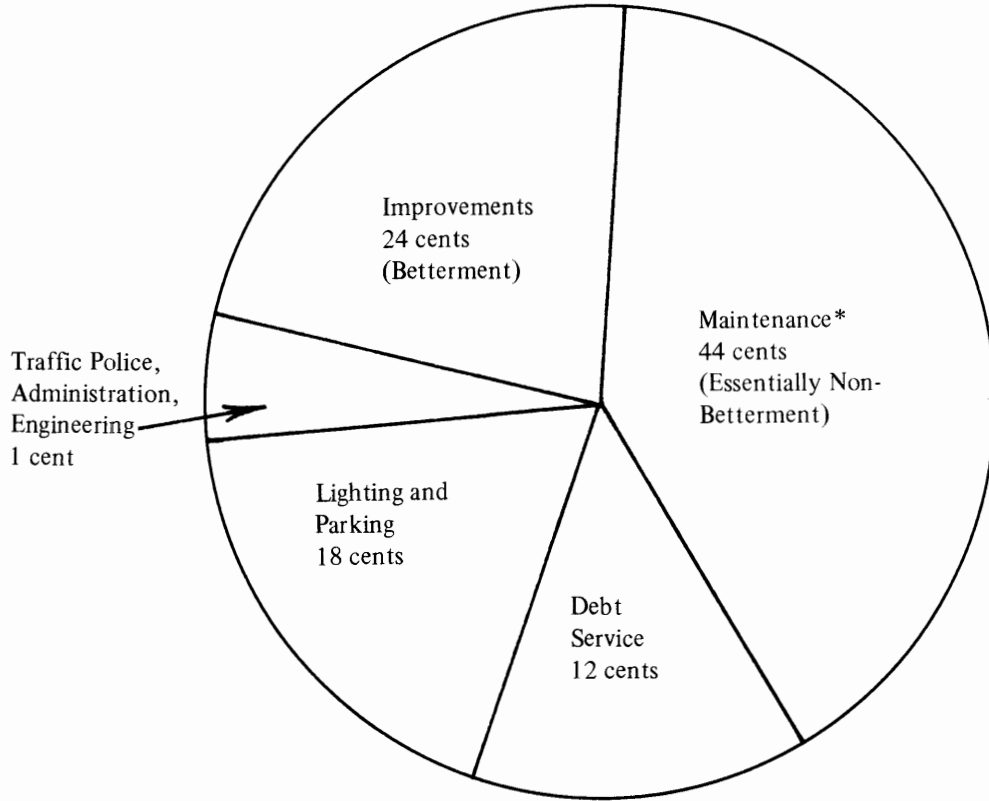 Improvements
24 cents
(Betterment)
Maintenance*
44 cents
(Essentially Non-
Betterment)
Traffic Police,
Administration,
Engineering
1 cent
Lighting and
Parking
18 cents
Debt
Service
12 cents